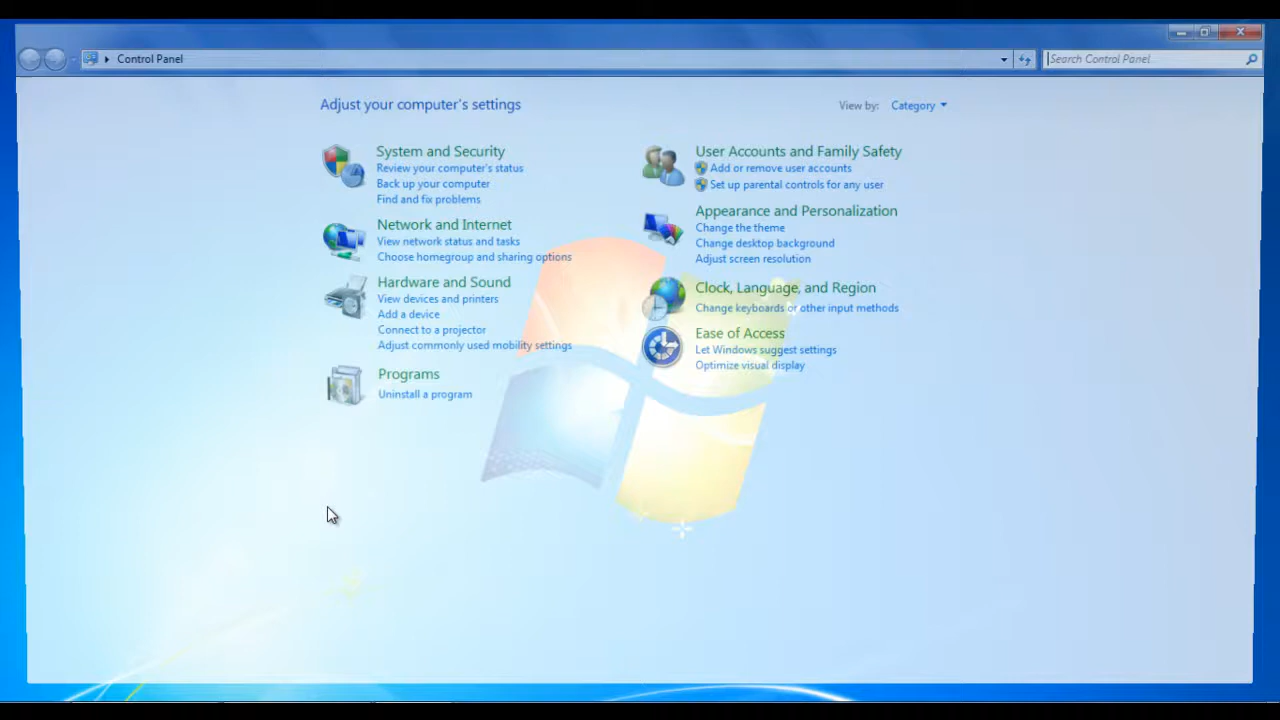 Control Panel
Search Control Panel
Adjust your computer's settings
View by: Category
System and Security
Review your computer's status
Back up your computer
Find and fix problems
Network and Internet
View network status and tasks
Choose homegroup and sharing options
Hardware and Sound
View devices and printers
Add a device
Connect to a projector
Adjust commonly used mobility settings
Programs
Uninstall a program
User Accounts and Family Safety
Add or remove user accounts
Set up parental controls for any user
Appearance and Personalization
Change the theme
Change desktop background
Adjust screen resolution
Clock, Language, and Region
Change keyboards or other input methods
Ease of Access
Let Windows suggest settings
Optimize visual display